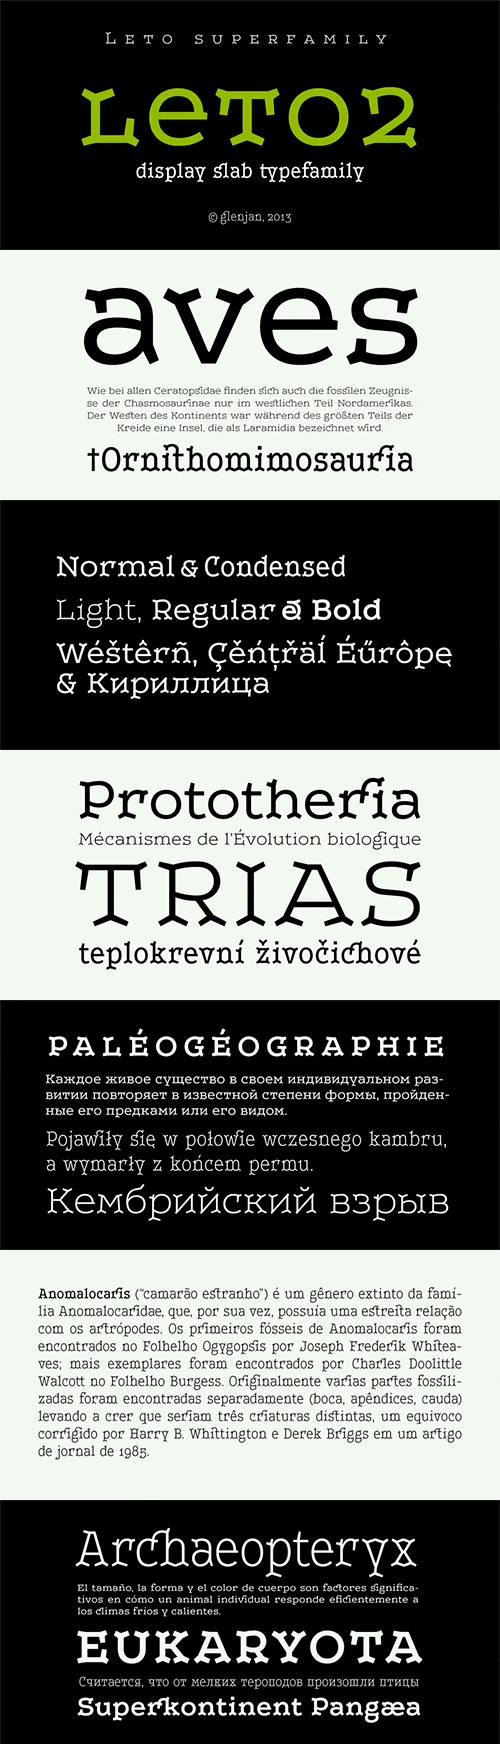 Leto superfamily
LeTo2
display slab typefamily
© glenjan, 2013
aves
Wie bei allen Ceratopsidae finden sich auch die fossilen Zeugnis-
se der Chasmosaurinae nur im westlichen Teil Nordamerikas.
Der Westen des Kontinents war während des größten Teils der
Kreide eine Insel, die als Laramidia bezeichnet wird.
†Ornithomimosauria
Normal & Condensed
Light, Regular & Bold
Wéštêrñ, Çěńţřäĺ Éűrôpę
& Кириллица
Prototheria
Mécanismes de l'Évolution biologique
TRIAS
teplokrevní živočichové
PALÉOGÉOGRAPHIE
Каждое живое существо в своем индивидуальном раз-
витии повторяет в известной степени формы, пройден-
ные его предками или его видом.
Pojawiły się w połowie wczesnego kambru,
a wymarły z końcem permu.
Кембрийский взрыв
Anomalocaris (“camarão estranho”) é um gênero extinto da famí-
lia Anomalocaridae, que, por sua vez, possuía uma estreita relação
com os artrópodes. Os primeiros fósseis de Anomalocaris foram
encontrados no Folhelho Ogygopsis por Joseph Frederik Whitea-
ves; mais exemplares foram encontrados por Charles Doolittle
Walcott no Folhelho Burgess. Originalmente varias partes fossili-
zadas foram encontradas separadamente (boca, apêndices, cauda)
levando a crer que seriam três criaturas distintas, um equivoco
corrigido por Harry B. Whittington e Derek Briggs em um artigo
de jornal de 1985.
Archaeopteryx
El tamaño, la forma y el color de cuerpo son factores significa-
tivos en cómo un animal individual responde eficientemente a
los climas fríos y calientes.
EUKARYOTA
Считается, что от мелких тероподов произошли птицы
Superkontinent Pangæa